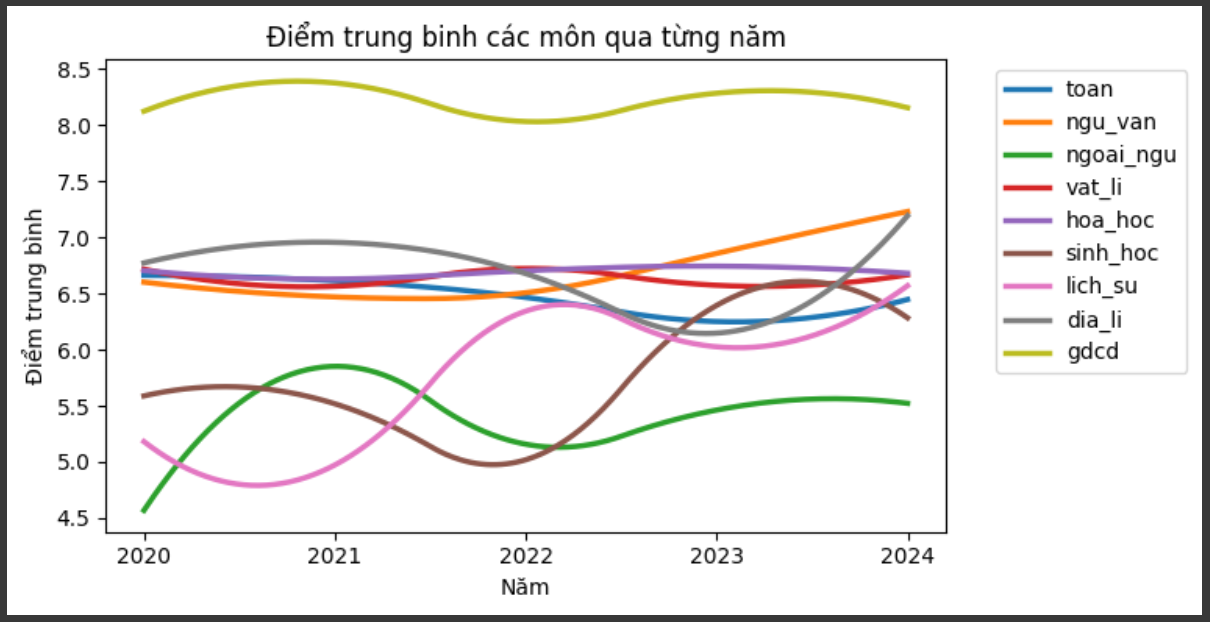 Điểm trung binh các môn qua từng năm
Điểm trung bình
8.5
8.0
7.5
7.0
6.5
6.0
5.5
5.0
4.5
2020 2021 2022 2023 2024
Năm
toan
ngu_van
ngoai_ngu
vat_li
hoa_hoc
sinh_hoc
lich_su
dia_li
gdcd